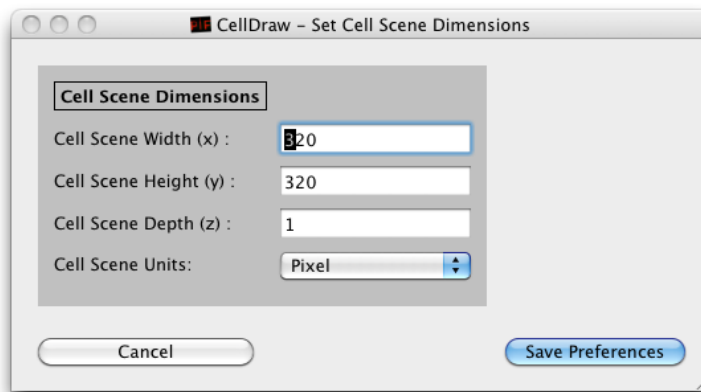 CellDraw – Set Cell Scene Dimensions
Cell Scene Dimensions
Cell Scene Width (x) : 320
Cell Scene Height (y) : 320
Cell Scene Depth (z) : 1
Cell Scene Units: Pixel
Cancel Save Preferences